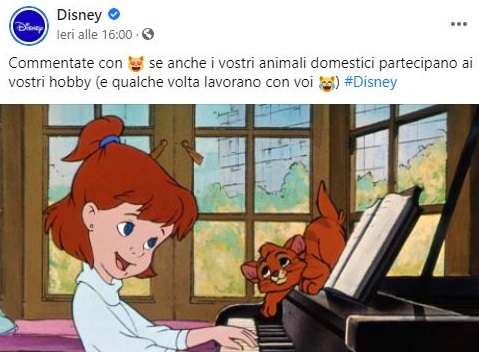 Disney
Disney
Ieri alle 16:00 ·
Commentate con 😻 se anche i vostri animali domestici partecipano ai
vostri hobby (e qualche volta lavorano con voi 😹) #Disney